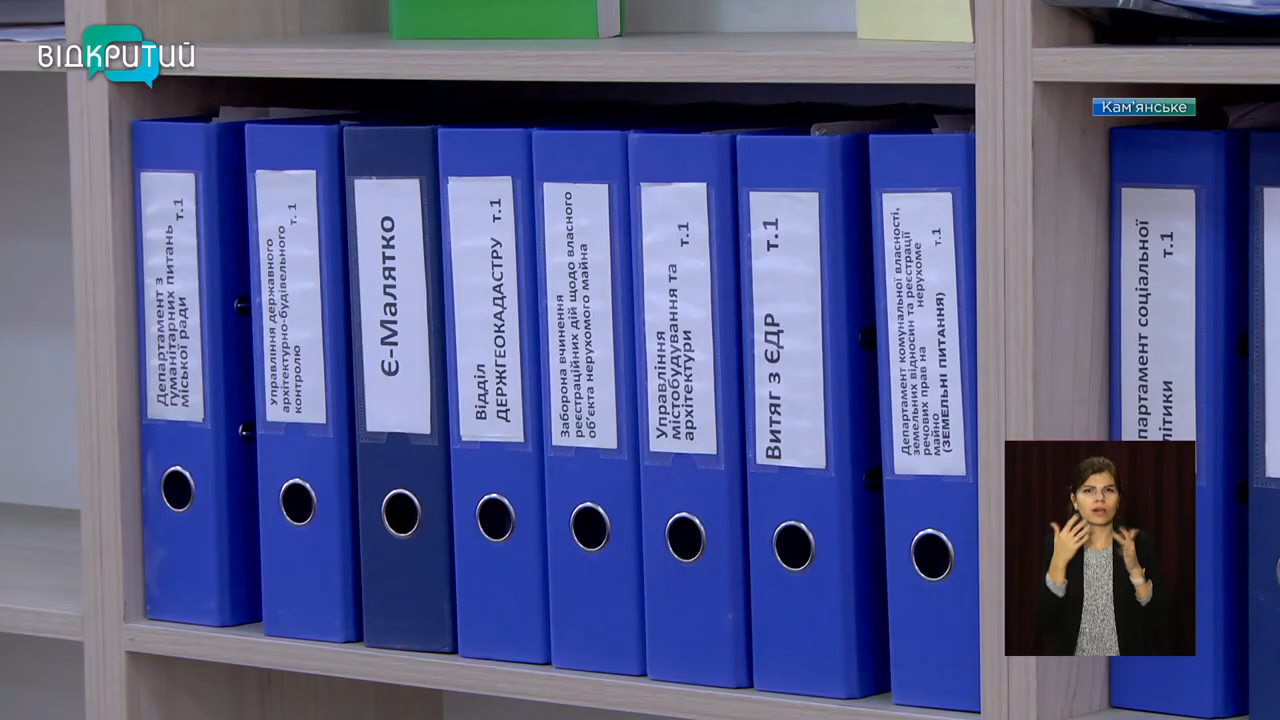 ВІДКРИТИЙ
Кам'янське
Департамент з
гуманітарних питань
міської ради т.1
Управління державного
архітектурно-будівельного
контролю т. 1
Є-Малятко
Відділ
ДЕРЖГЕОКАДАСТРУ т.1
Заборона вчинення
реєстраційних дій щодо власного
об'єкта нерухомого майна
Управління
містобудування та
архітектури т.1
Витяг з ЄДР т.1
Департамент комунальної власності,
земельних відносин та реєстрації
речових прав на нерухоме
майно т.1
(ЗЕМЕЛЬНІ ПИТАННЯ)
партамент соціальної
літики т.1